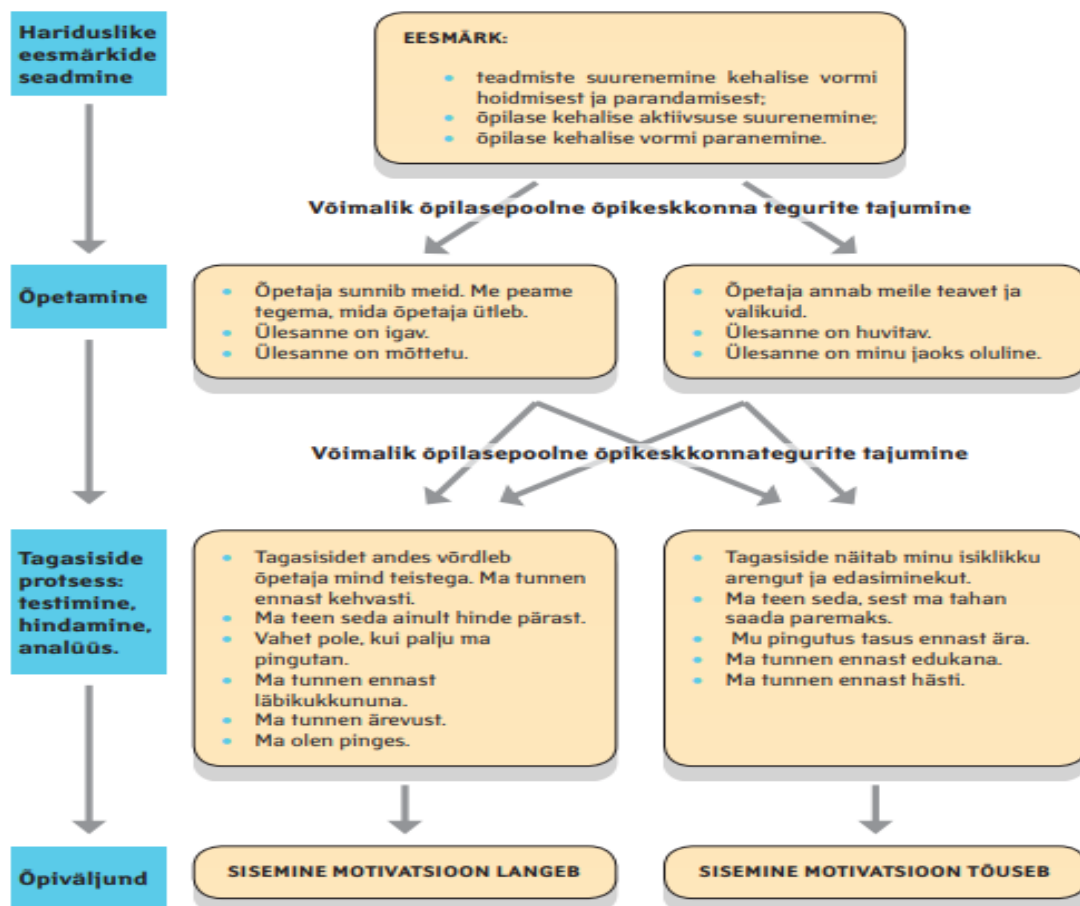 Hariduslike
eesmärkide
seadmine
EESMÄRK:
• teadmiste suurenemine kehalise vormi
hoidmisest ja parandamisest;
• õpilase kehalise aktiivsuse suurenemine;
• õpilase kehalise vormi paranemine.
Võimalik õpilasepoolne õpikeskkonna tegurite tajumine
Õpetamine
• Õpetaja sunnib meid. Me peame
tegema, mida õpetaja ütleb.
• Ülesanne on igav.
• Ülesanne on mõttetu.
• Õpetaja annab meile teavet ja
valikuid.
• Ülesanne on huvitav.
• Ülesanne on minu jaoks oluline.
Võimalik õpilasepoolne õpikeskkonnategurite tajumine
Tagasiside
protsess:
testimine,
hindamine,
analüüs.
• Tagasisidet andes võrdleb
õpetaja mind teistega. Ma tunnen
ennast kehvasti.
• Ma teen seda ainult hinde pärast.
• Vahet pole, kui palju ma
pingutan.
• Ma tunnen ennast
läbikukkununa.
• Ma tunnen ärevust.
• Ma olen pinges.
• Tagasiside näitab minu isiklikku
arengut ja edasiminekut.
• Ma teen seda, sest ma tahan
saada paremaks.
• Mu pingutus tasus ennast ära.
• Ma tunnen ennast edukana.
• Ma tunnen ennast hästi.
Õpiväljund
SISEMINE MOTIVATSIOON LANGEB
SISEMINE MOTIVATSIOON TÕUSEB